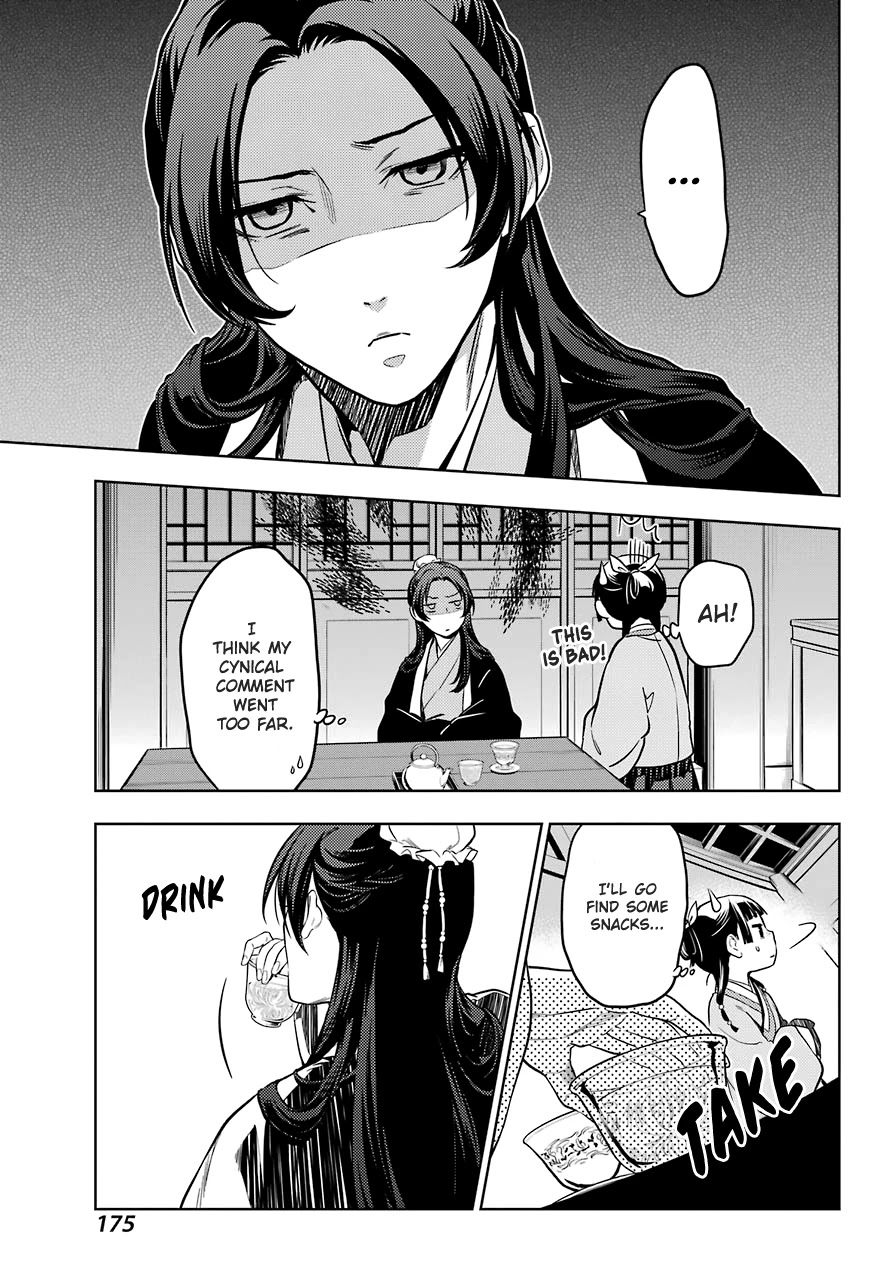 ...
AH!
THIS
IS BAD!
I
THINK MY
CYNICAL
COMMENT
WENT
TOO FAR.
I'LL GO
FIND SOME
SNACKS...
TAKE
DRINK
175